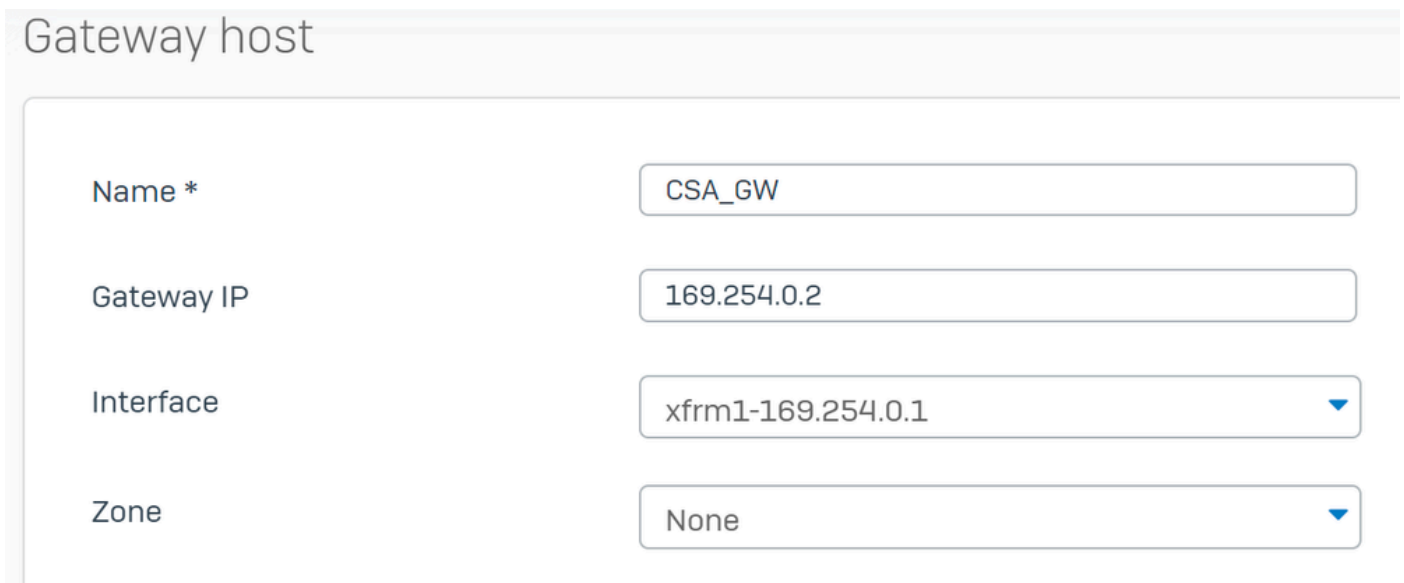 Gateway host
Name * CSA_GW
Gateway IP 169.254.0.2
Interface xfrm1-169.254.0.1
Zone None